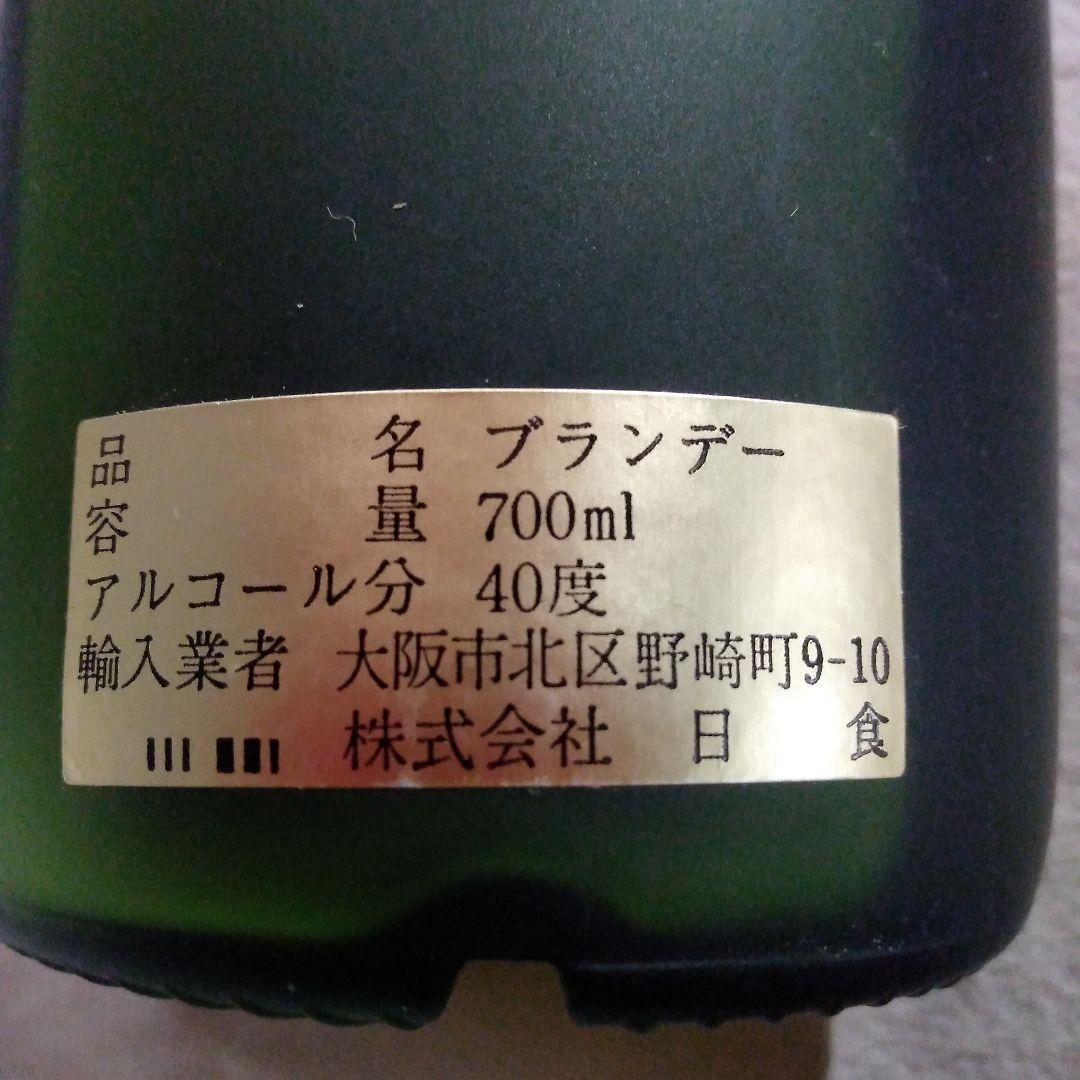 品名 ブランデー
容量 700ml
アルコール分 40度
輸入業者 大阪市北区野崎町9-10
株式会社 日食